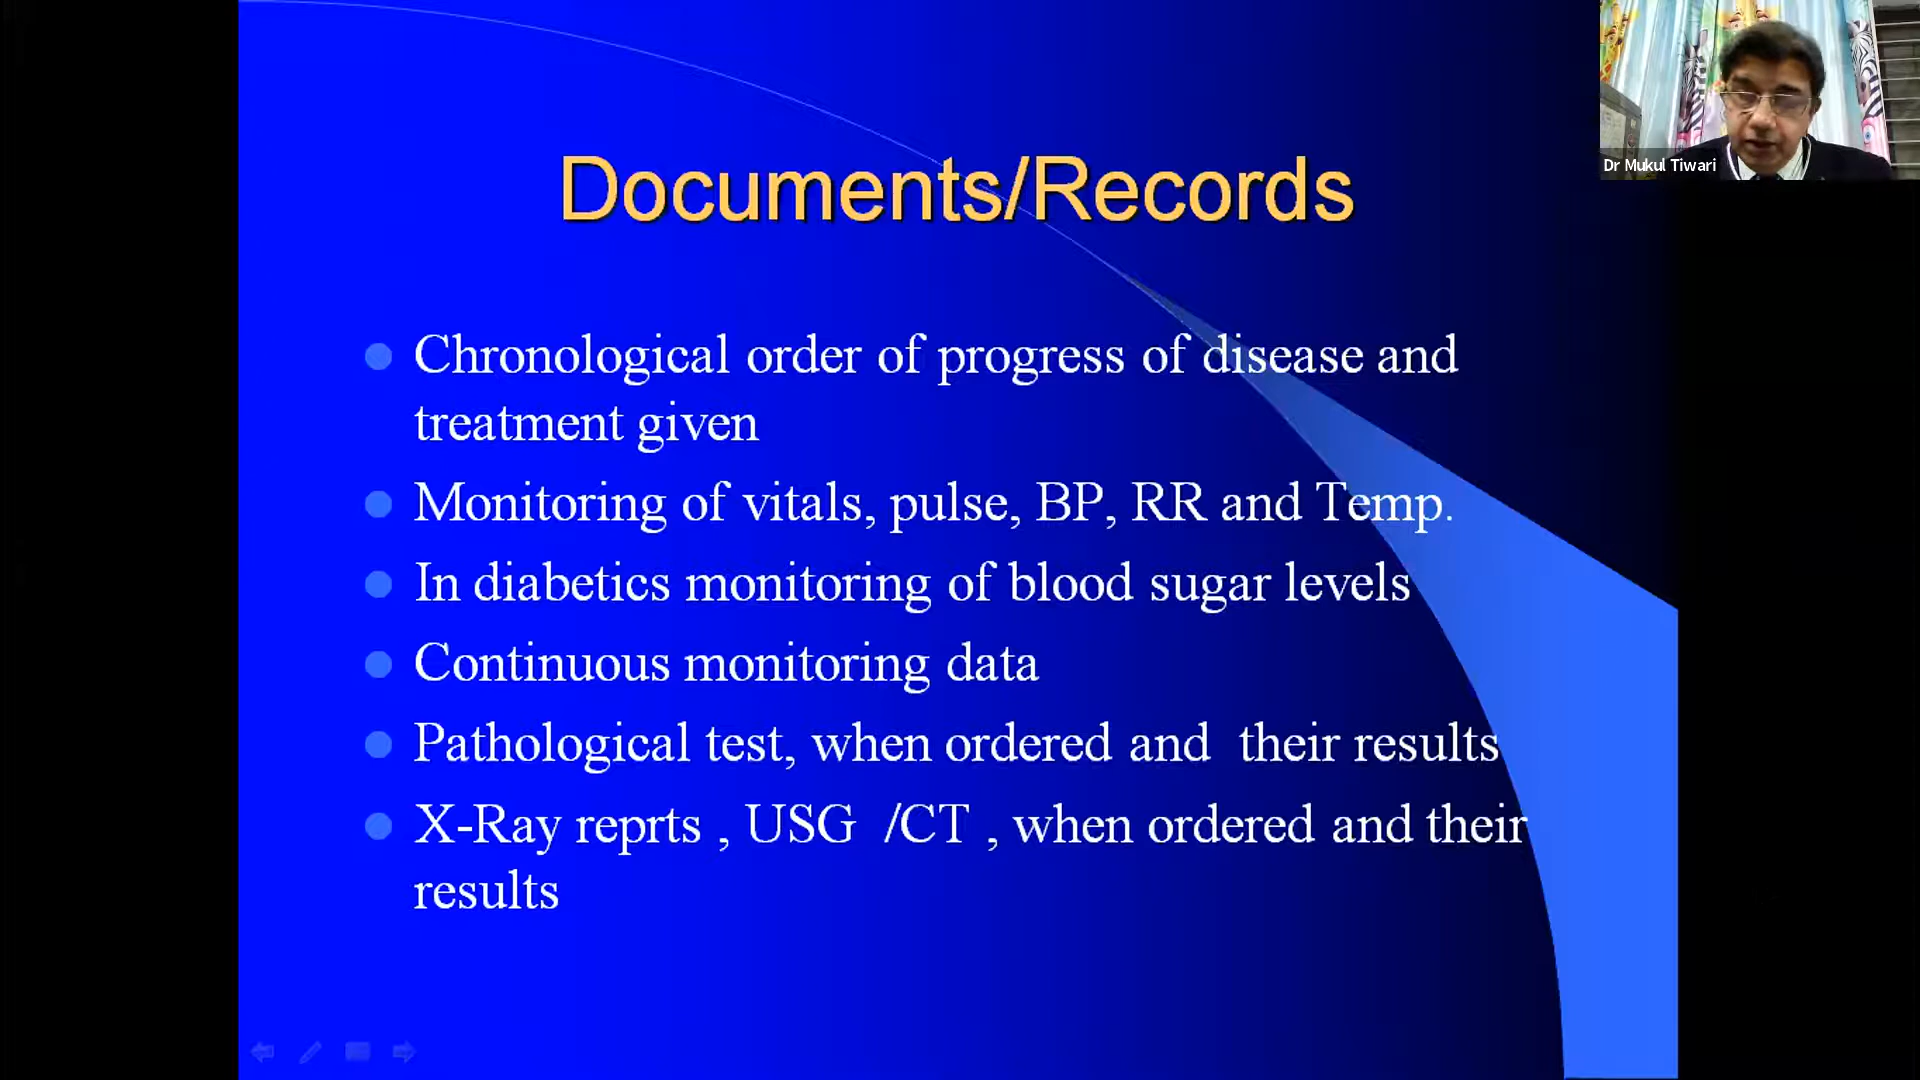 Documents/Records
Dr Mukul Tiwari
Chronological order of progress of disease and
treatment given
Monitoring of vitals, pulse, BP, RR and Temp.
In diabetics monitoring of blood sugar levels
Continuous monitoring data
Pathological test, when ordered and  their results
X-Ray reprts , USG  /CT , when ordered and their
results